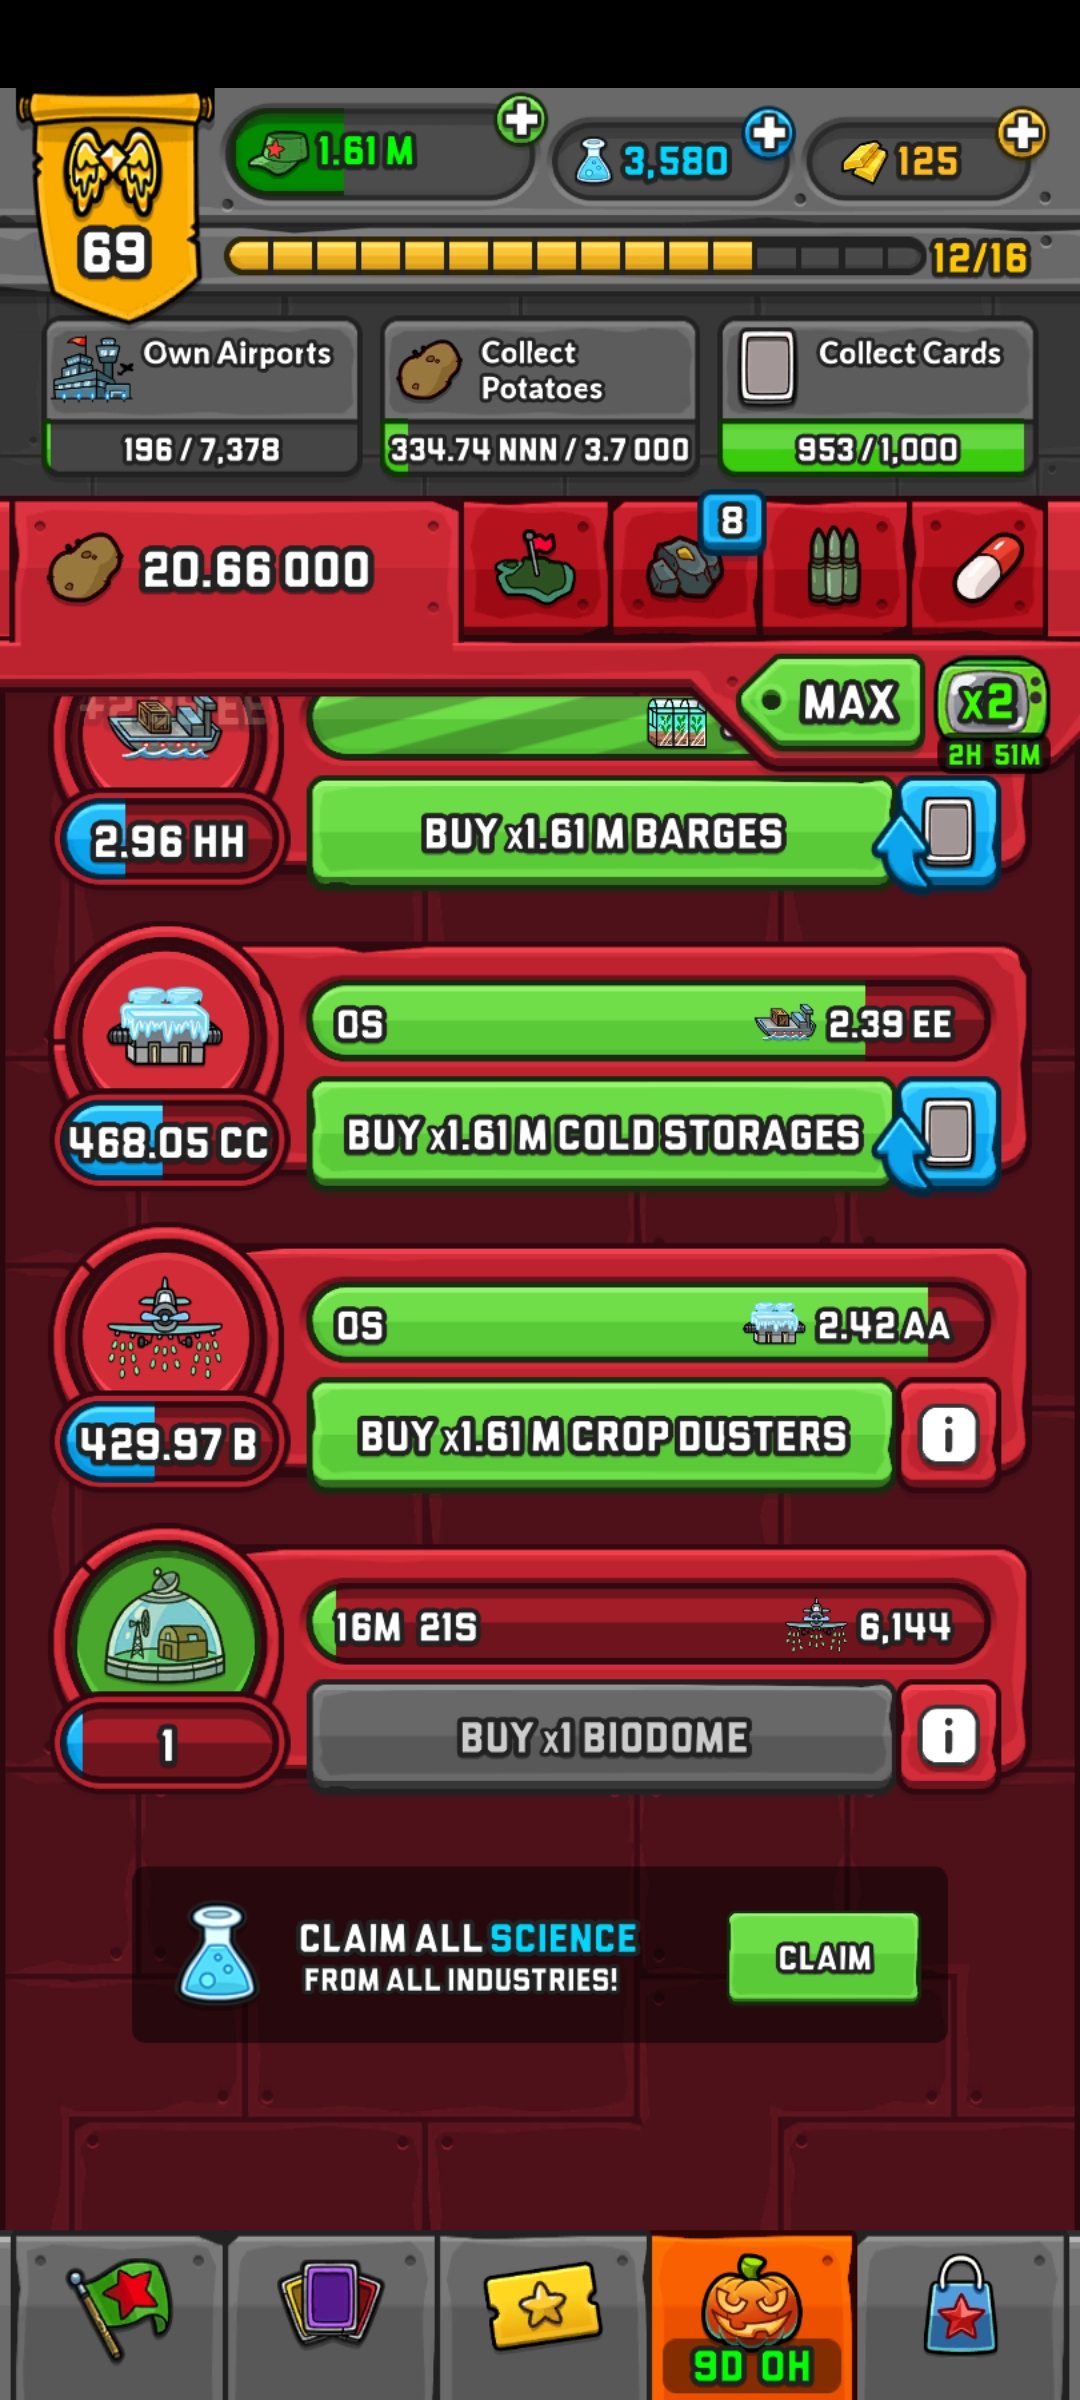 69
1.61 M
3,580
125
12/16
Own Airports
196 / 7,378
Collect
Potatoes
334.74 NNN / 3.7 OOO
Collect Cards
953 / 1,000
20.66 OOO
8
MAX
x2
2H 51M
2.96 HH
BUY x1.61 M BARGES
0S
2.39 EE
468.05 CC
BUY x1.61 M COLD STORAGES
0S
2.42 AA
429.97 B
BUY x1.61 M CROP DUSTERS
i
16M 21S
6,144
1
BUY x1 BIODOME
i
CLAIM ALL SCIENCE
FROM ALL INDUSTRIES!
CLAIM
9D 0H